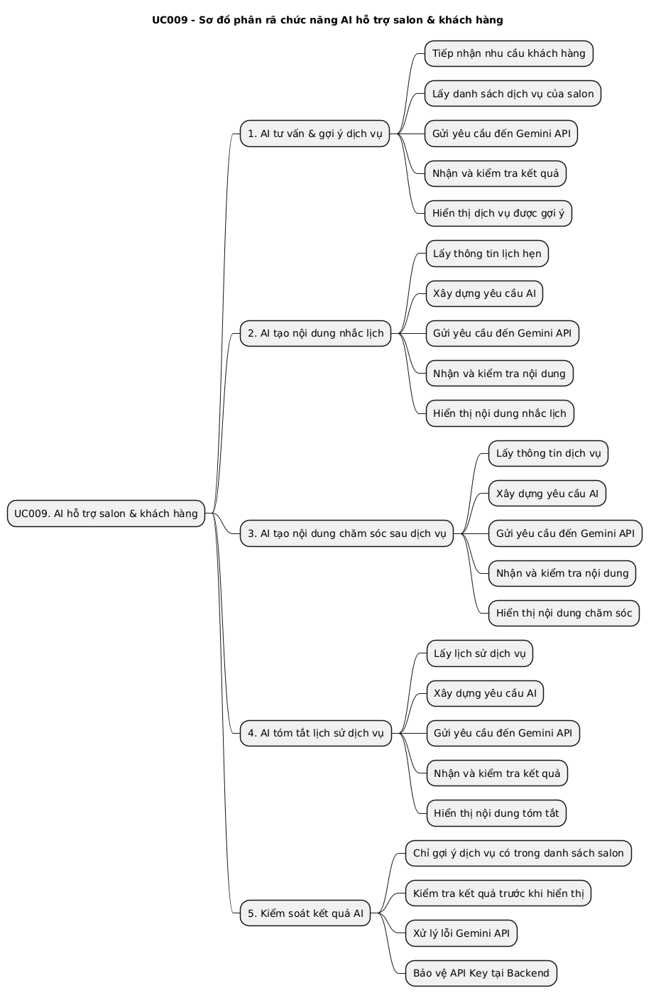 UC009 - Sơ đồ phân rã chức năng AI hỗ trợ salon & khách hàng
UC009. AI hỗ trợ salon & khách hàng
1. AI tư vấn & gợi ý dịch vụ
Tiếp nhận nhu cầu khách hàng
Lấy danh sách dịch vụ của salon
Gửi yêu cầu đến Gemini API
Nhận và kiểm tra kết quả
Hiển thị dịch vụ được gợi ý
2. AI tạo nội dung nhắc lịch
Lấy thông tin lịch hẹn
Xây dựng yêu cầu AI
Gửi yêu cầu đến Gemini API
Nhận và kiểm tra nội dung
Hiển thị nội dung nhắc lịch
3. AI tạo nội dung chăm sóc sau dịch vụ
Lấy thông tin dịch vụ
Xây dựng yêu cầu AI
Gửi yêu cầu đến Gemini API
Nhận và kiểm tra nội dung
Hiển thị nội dung chăm sóc
4. AI tóm tắt lịch sử dịch vụ
Lấy lịch sử dịch vụ
Xây dựng yêu cầu AI
Gửi yêu cầu đến Gemini API
Nhận và kiểm tra kết quả
Hiển thị nội dung tóm tắt
5. Kiểm soát kết quả AI
Chỉ gợi ý dịch vụ có trong danh sách salon
Kiểm tra kết quả trước khi hiển thị
Xử lý lỗi Gemini API
Bảo vệ API Key tại Backend